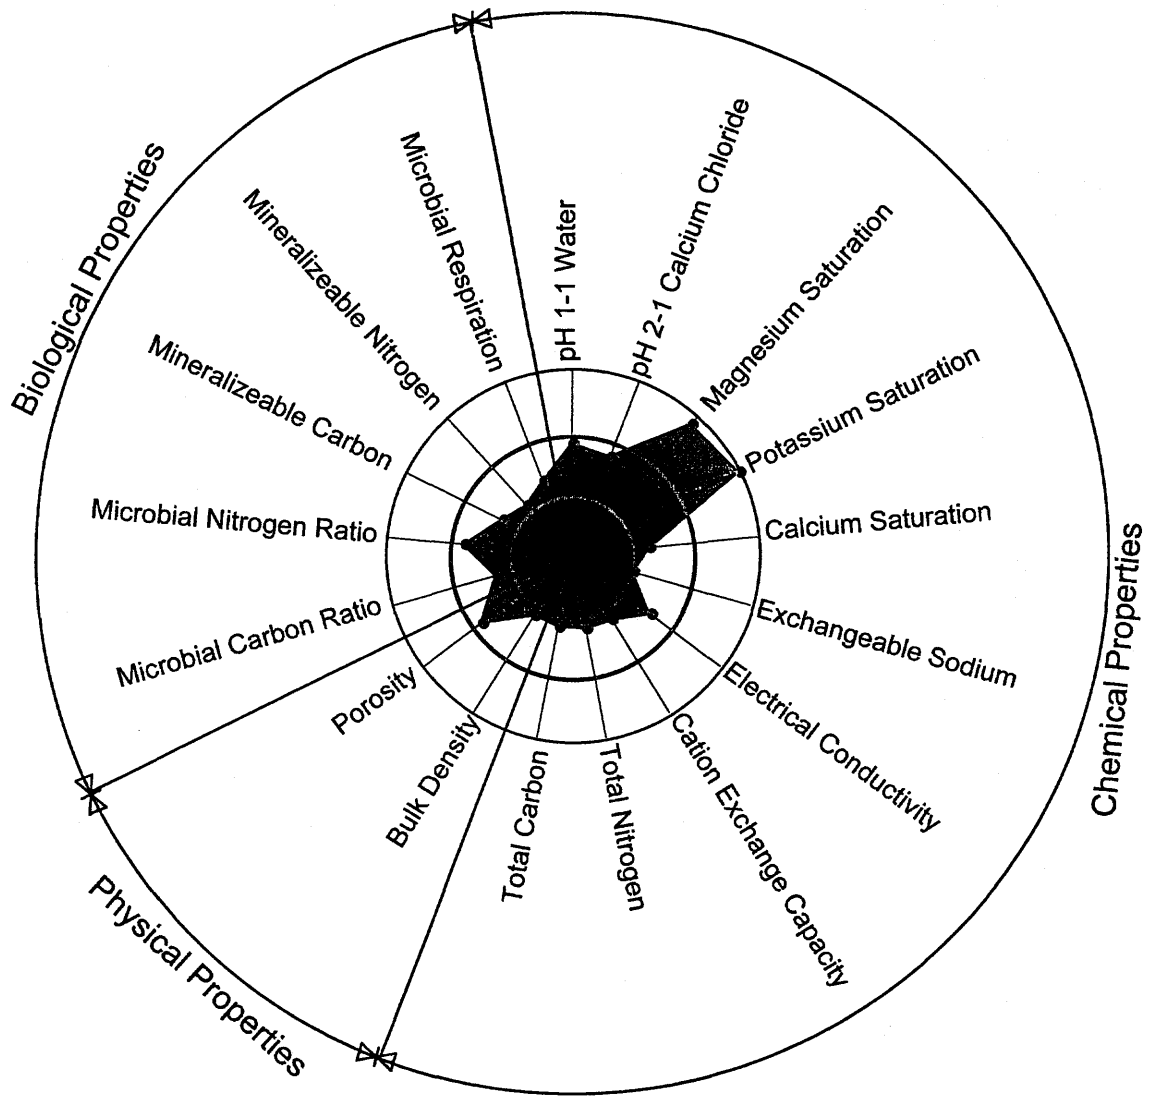 Biological Properties
Microbial Respiration
Mineralizeable Nitrogen
Mineralizeable Carbon
Microbial Nitrogen Ratio
Microbial Carbon Ratio
pH 1-1 Water
pH 2-1 Calcium Chloride
Magnesium Saturation
Potassium Saturation
Calcium Saturation
Exchangeable Sodium
Electrical Conductivity
Cation Exchange Capacity
Total Nitrogen
Total Carbon
Chemical Properties
Bulk Density
Porosity
Physical Properties